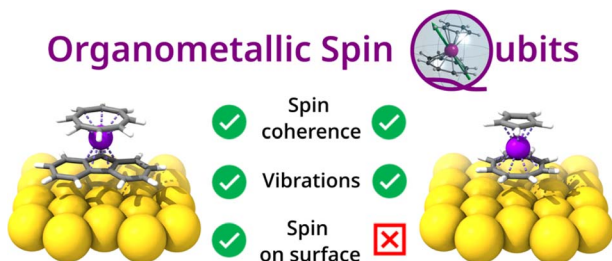 Organometallic Spin Qubits
Spin
coherence
Vibrations
Spin
on surface